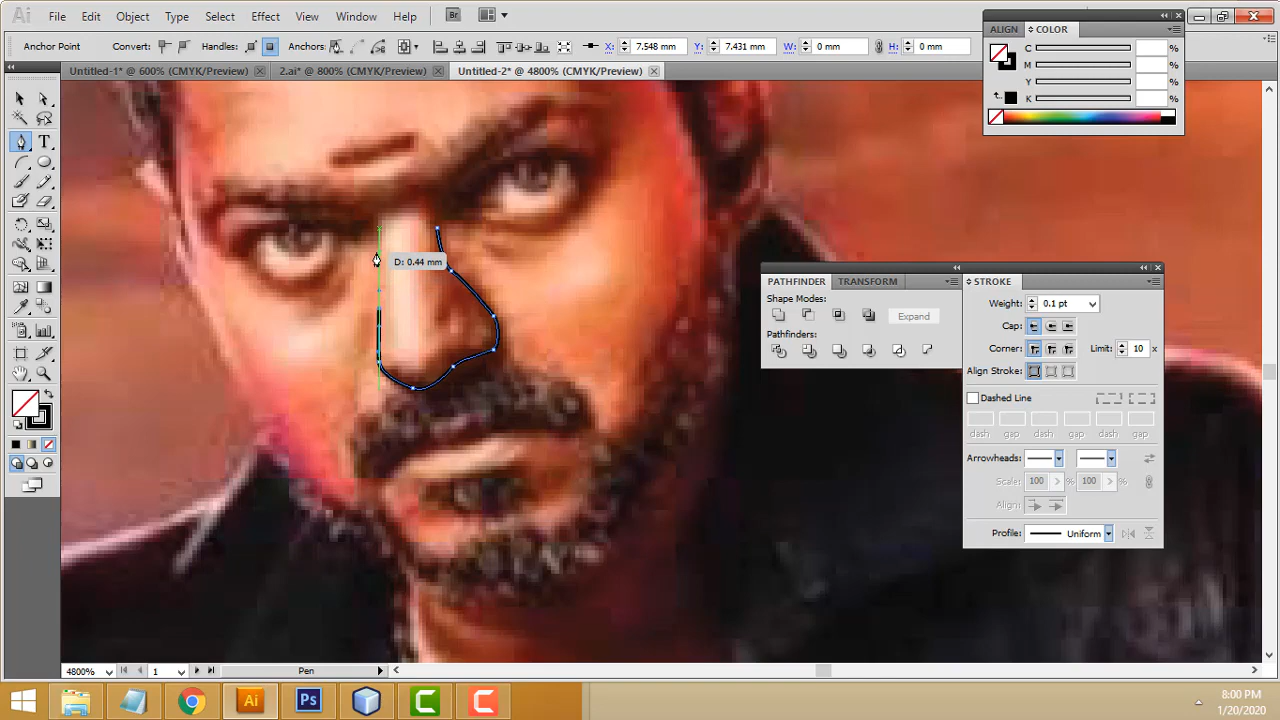 Ai File Edit Object Type Select Effect View Window Help Br
Anchor Point Convert: Handles: Anchors: X: 7.548 mm Y: 7.431 mm W: 0 mm H: 0 mm
Untitled-1* @ 600% (CMYK/Preview) 2.ai* @ 800% (CMYK/Preview) Untitled-2* @ 4800% (CMYK/Preview)
ALIGN COLOR
C %
M %
Y %
K %
D: 0.44 mm
PATHFINDER TRANSFORM
Shape Modes:
Expand
Pathfinders:
STROKE
Weight: 0.1 pt
Cap:
Corner: Limit: 10 x
Align Stroke:
Dashed Line
dash gap dash gap dash gap
Arrowheads:
Scale: 100 % 100 %
Align:
Profile: Uniform
4800% 1 Pen
Ai Ps
8:00 PM
1/20/2020